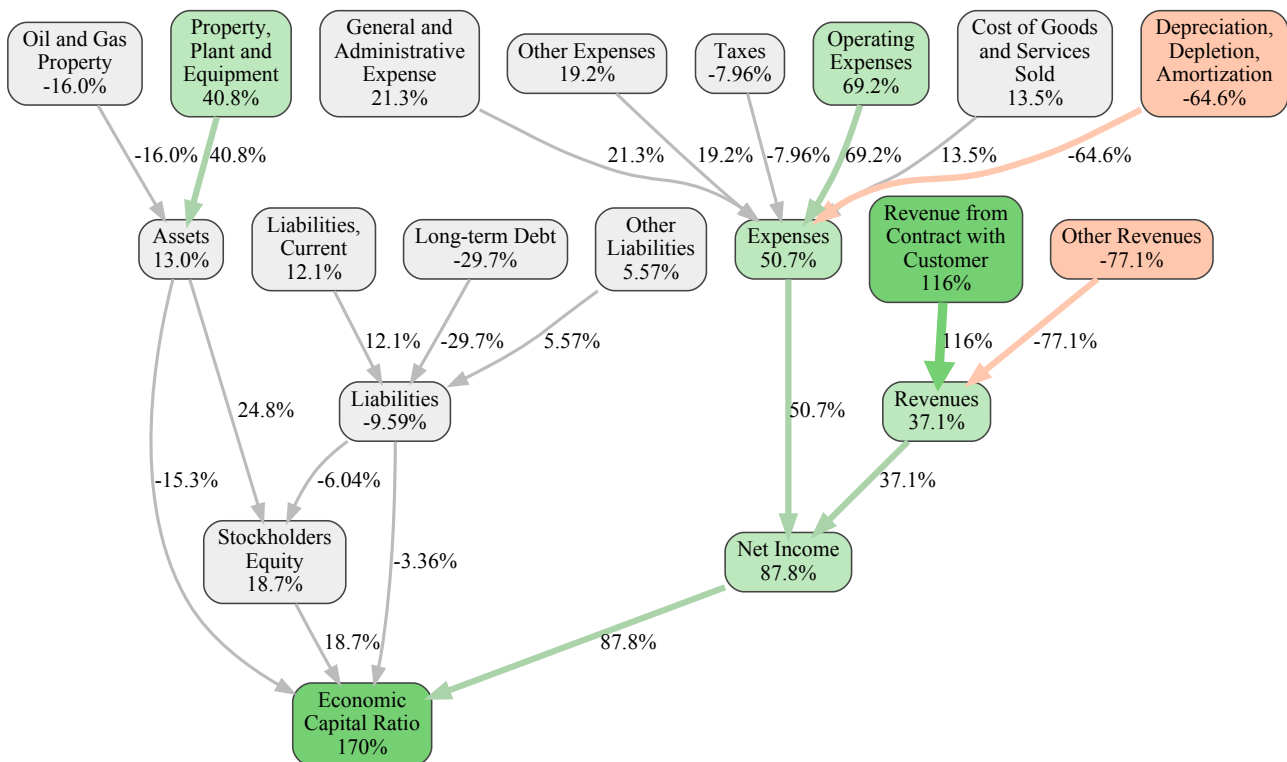 Oil and Gas
Property
-16.0%
Property,
Plant and
Equipment
40.8%
General and
Administrative
Expense
21.3%
Other Expenses
19.2%
Taxes
-7.96%
Operating
Expenses
69.2%
Cost of Goods
and Services
Sold
13.5%
Depreciation,
Depletion,
Amortization
-64.6%
-16.0%
40.8%
21.3%
19.2%
-7.96%
69.2%
13.5%
-64.6%
Assets
13.0%
Liabilities,
Current
12.1%
Long-term Debt
-29.7%
Other
Liabilities
5.57%
Expenses
50.7%
Revenue from
Contract with
Customer
116%
Other Revenues
-77.1%
12.1%
-29.7%
5.57%
116%
-77.1%
24.8%
Liabilities
-9.59%
50.7%
Revenues
37.1%
-15.3%
-6.04%
37.1%
Stockholders
Equity
18.7%
-3.36%
Net Income
87.8%
18.7%
87.8%
Economic
Capital Ratio
170%